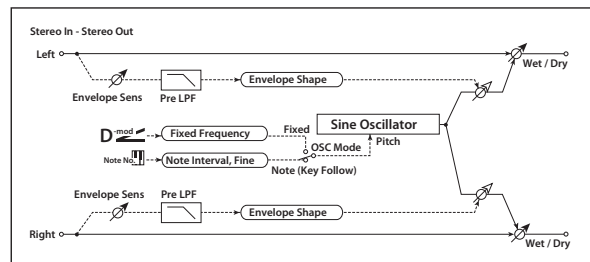 Stereo In - Stereo Out
Left
Wet / Dry
Envelope Sens
Pre LPF
Envelope Shape
D-mod
Fixed Frequency
Fixed
Sine Oscillator
OSC Mode
Pitch
Note No.
Note Interval, Fine
Note (Key Follow)
Envelope Sens
Pre LPF
Envelope Shape
Right
Wet / Dry